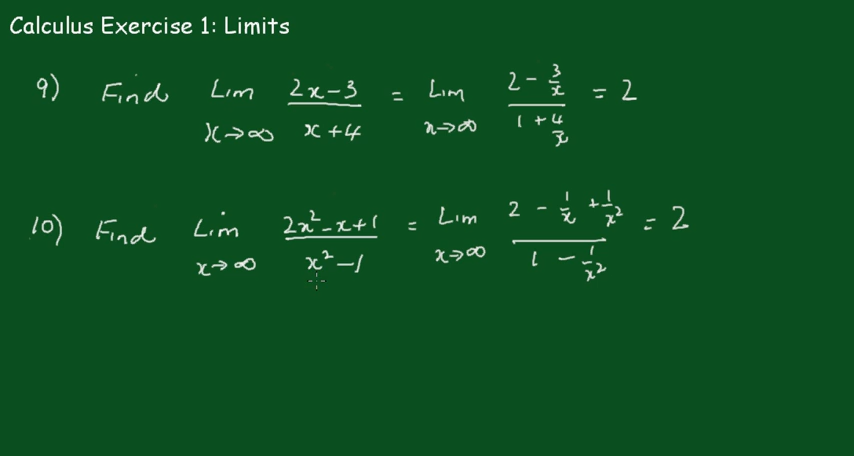 Calculus Exercise 1: Limits
9) Find Lim x→∞ (2x-3)/(x+4) = Lim x→∞ (2 - 3/x)/(1 + 4/x) = 2
10) Find Lim x→∞ (2x² - x + 1)/(x² - 1) = Lim x→∞ (2 - 1/x + 1/x²)/(1 - 1/x²) = 2